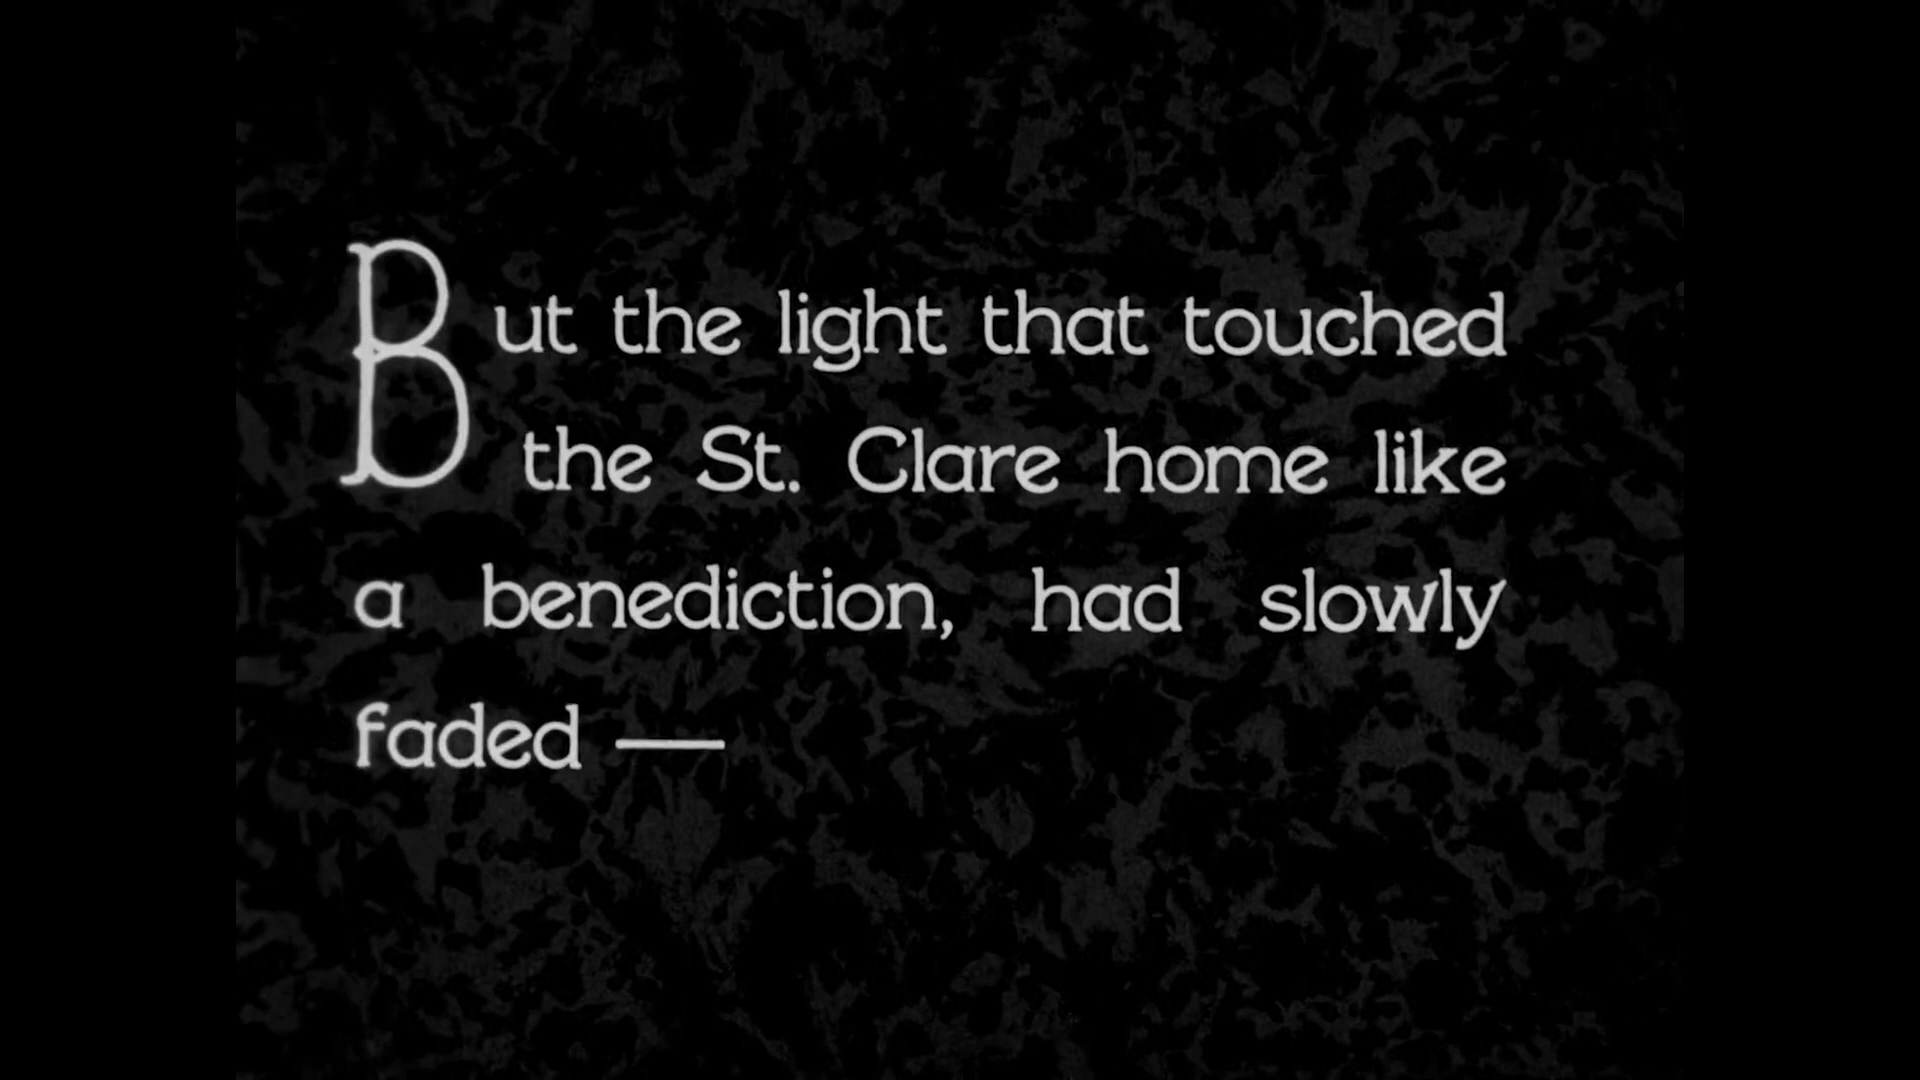 But the light that touched
the St. Clare home like
a benediction, had slowly
faded —